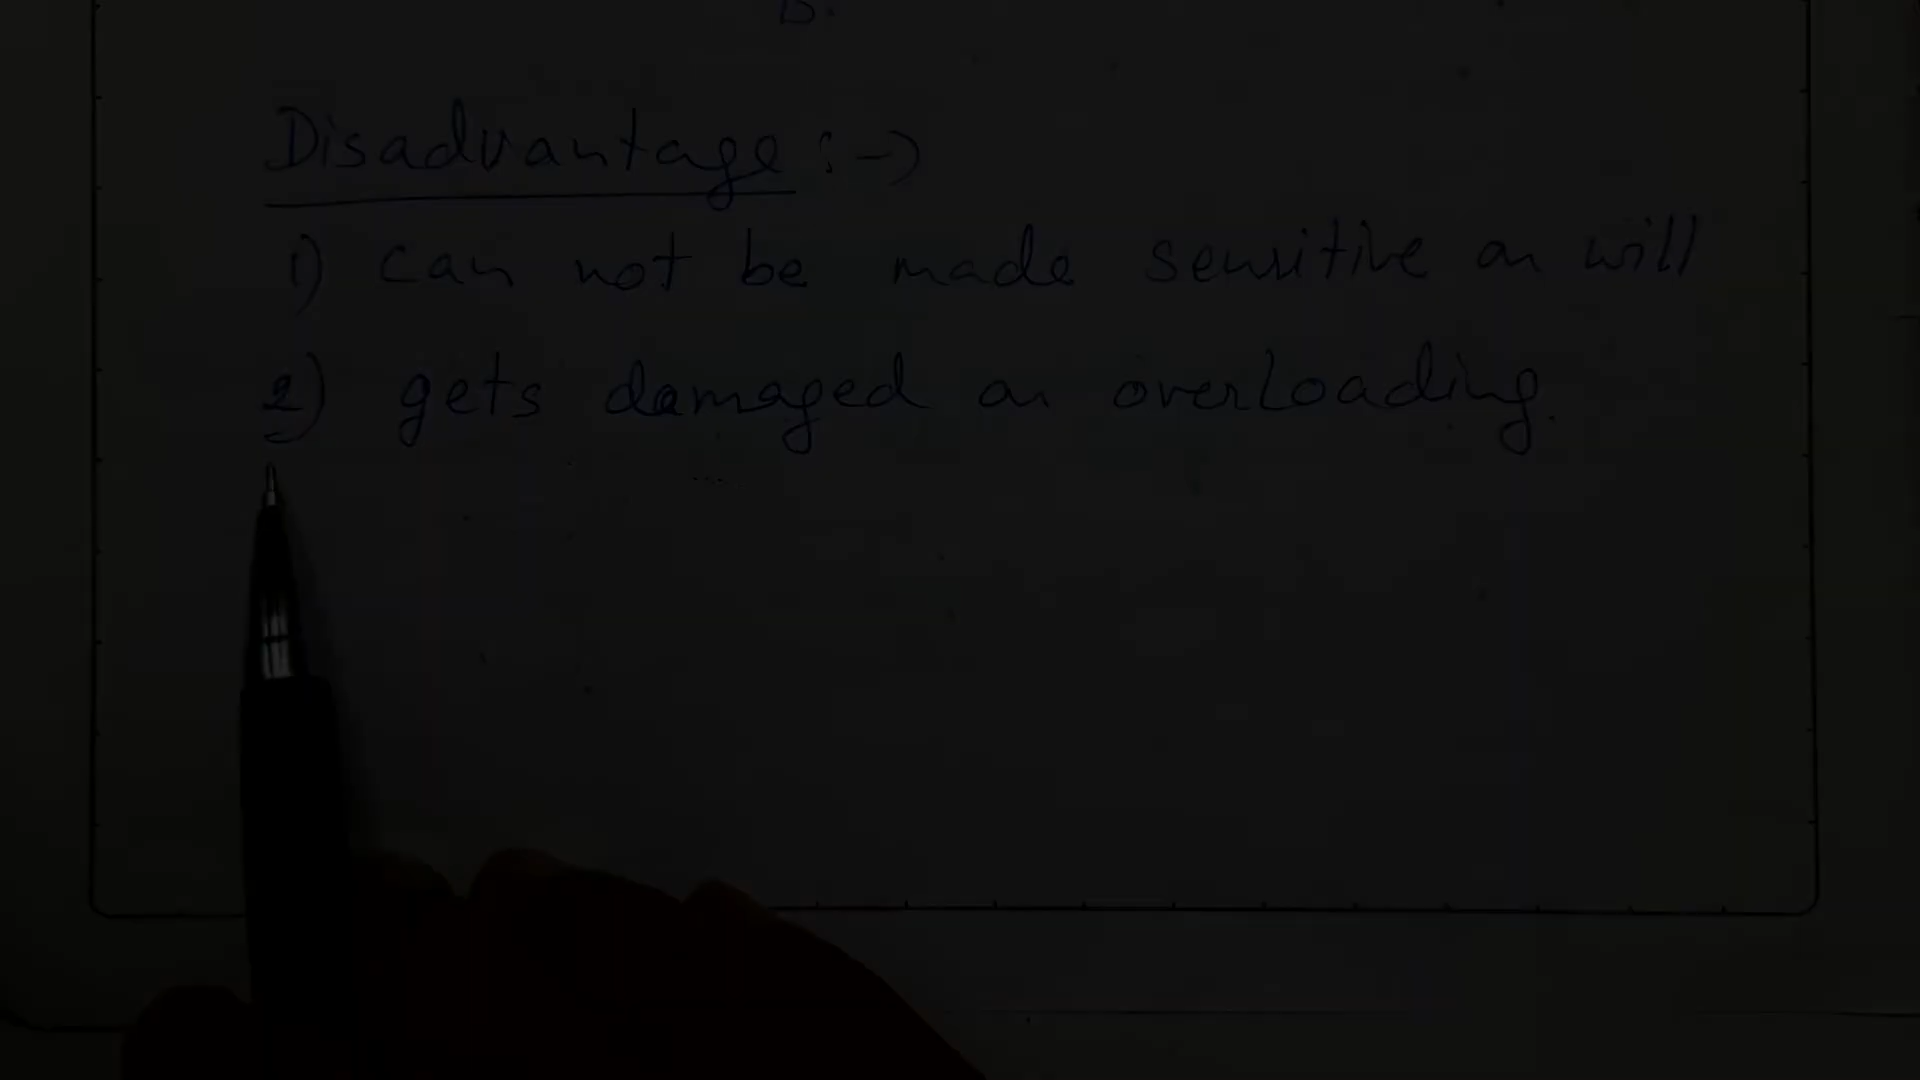 B.
Disadvantage :-)
1) can not be made sensitive on will
2) gets damaged on overloading.